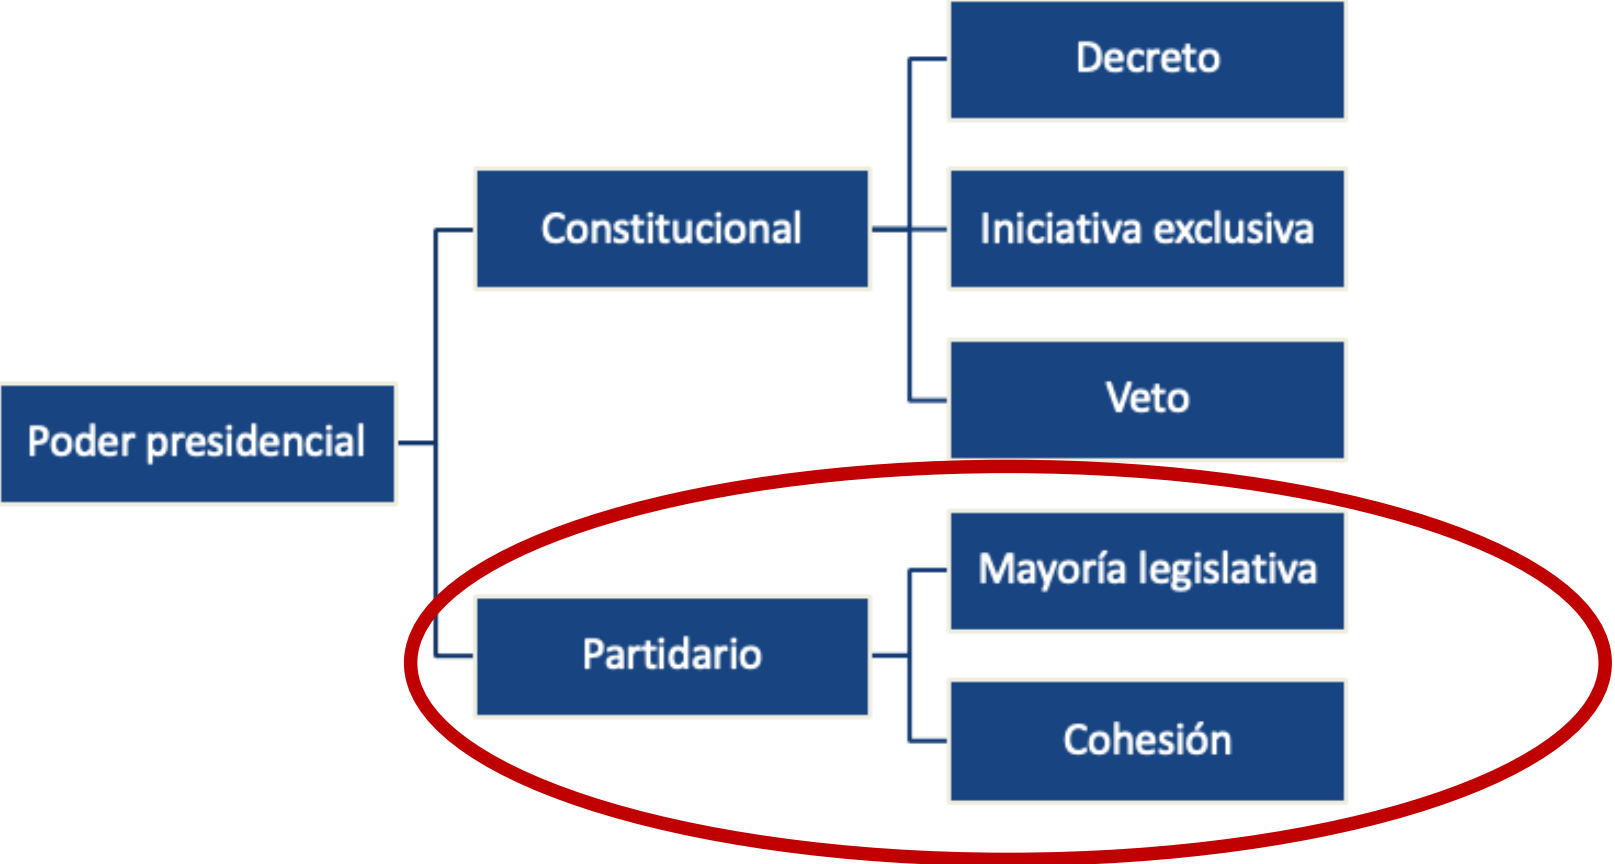 Poder presidencial
Constitucional
Decreto
Iniciativa exclusiva
Veto
Partidario
Mayoría legislativa
Cohesión